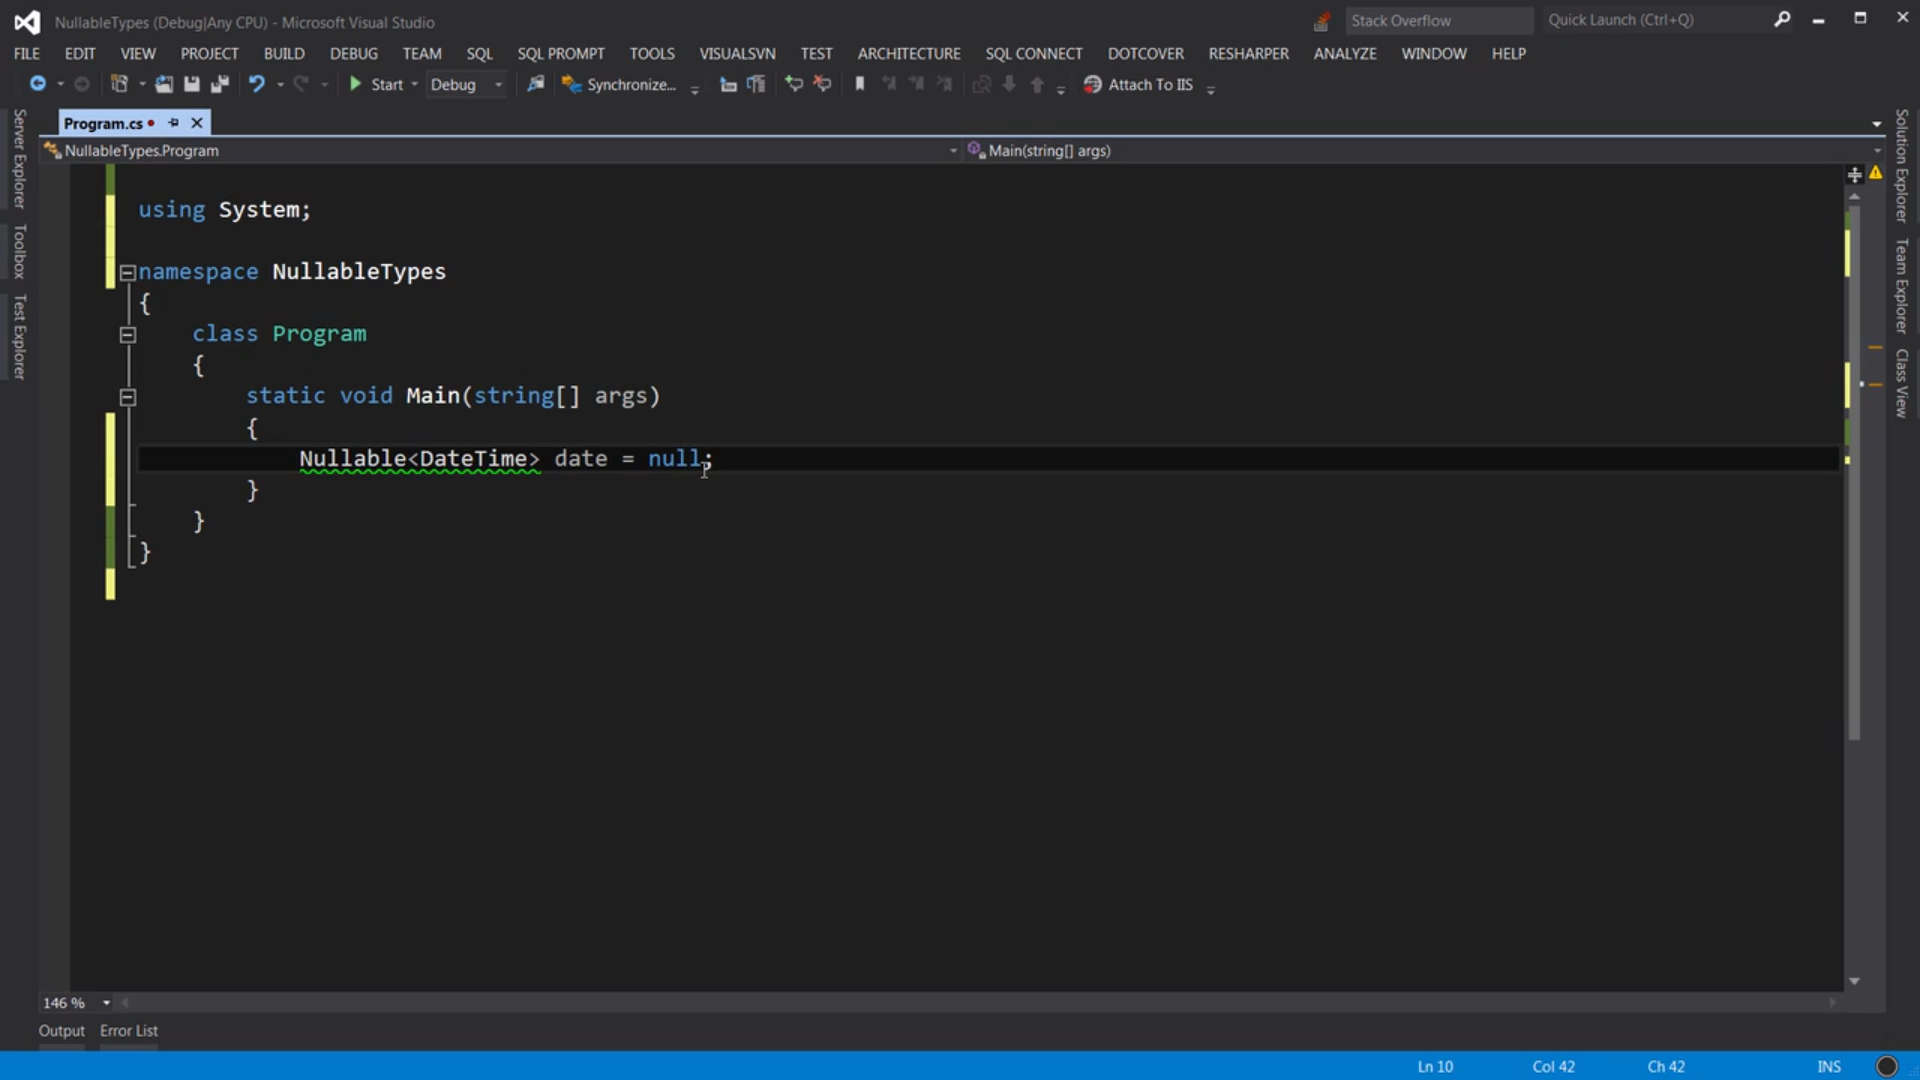 NullableTypes (Debug|Any CPU) - Microsoft Visual Studio
Stack Overflow
Quick Launch (Ctrl+Q)
FILE EDIT VIEW PROJECT BUILD DEBUG TEAM SQL SQL PROMPT TOOLS VISUALSVN TEST ARCHITECTURE SQL CONNECT DOTCOVER RESHARPER ANALYZE WINDOW HELP
Start Debug Synchronize... Attach To IIS
Program.cs
NullableTypes.Program
Main(string[] args)
Server Explorer
Toolbox
Test Explorer
using System;
namespace NullableTypes
{
class Program
{
static void Main(string[] args)
{
Nullable<DateTime> date = null;
}
}
}
Solution Explorer
Team Explorer
Class View
146 %
Output Error List
Ln 10 Col 42 Ch 42 INS